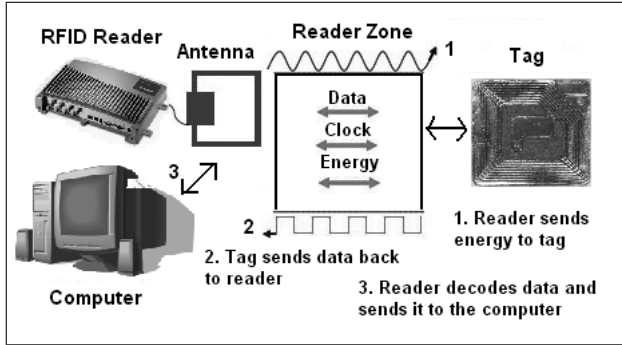 RFID Reader
Antenna
Reader Zone
1
Tag
Data
Clock
Energy
3
2
1. Reader sends
energy to tag
2. Tag sends data back
to reader
3. Reader decodes data and
sends it to the computer
Computer